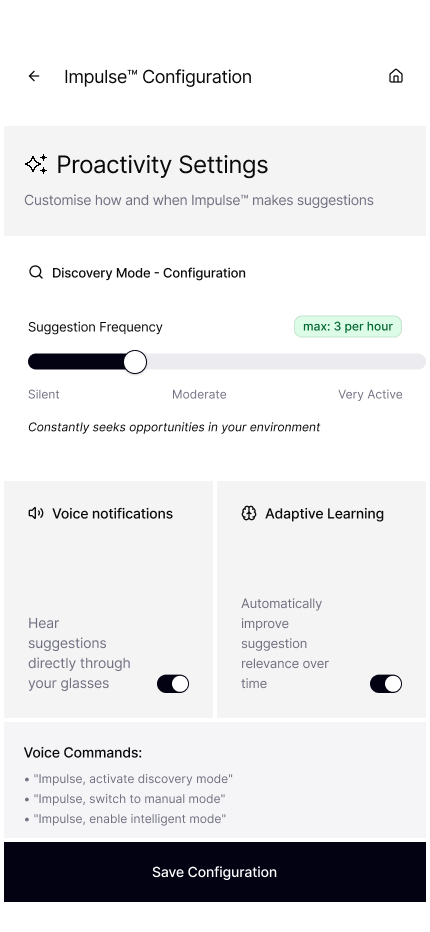 Impulse™ Configuration
Proactivity Settings
Customise how and when Impulse™ makes suggestions
Discovery Mode - Configuration
Suggestion Frequency
max: 3 per hour
Silent
Moderate
Very Active
Constantly seeks opportunities in your environment
Voice notifications
Hear
suggestions
directly through
your glasses
Adaptive Learning
Automatically
improve
suggestion
relevance over
time
Voice Commands:
• "Impulse, activate discovery mode"
• "Impulse, switch to manual mode"
• "Impulse, enable intelligent mode"
Save Configuration